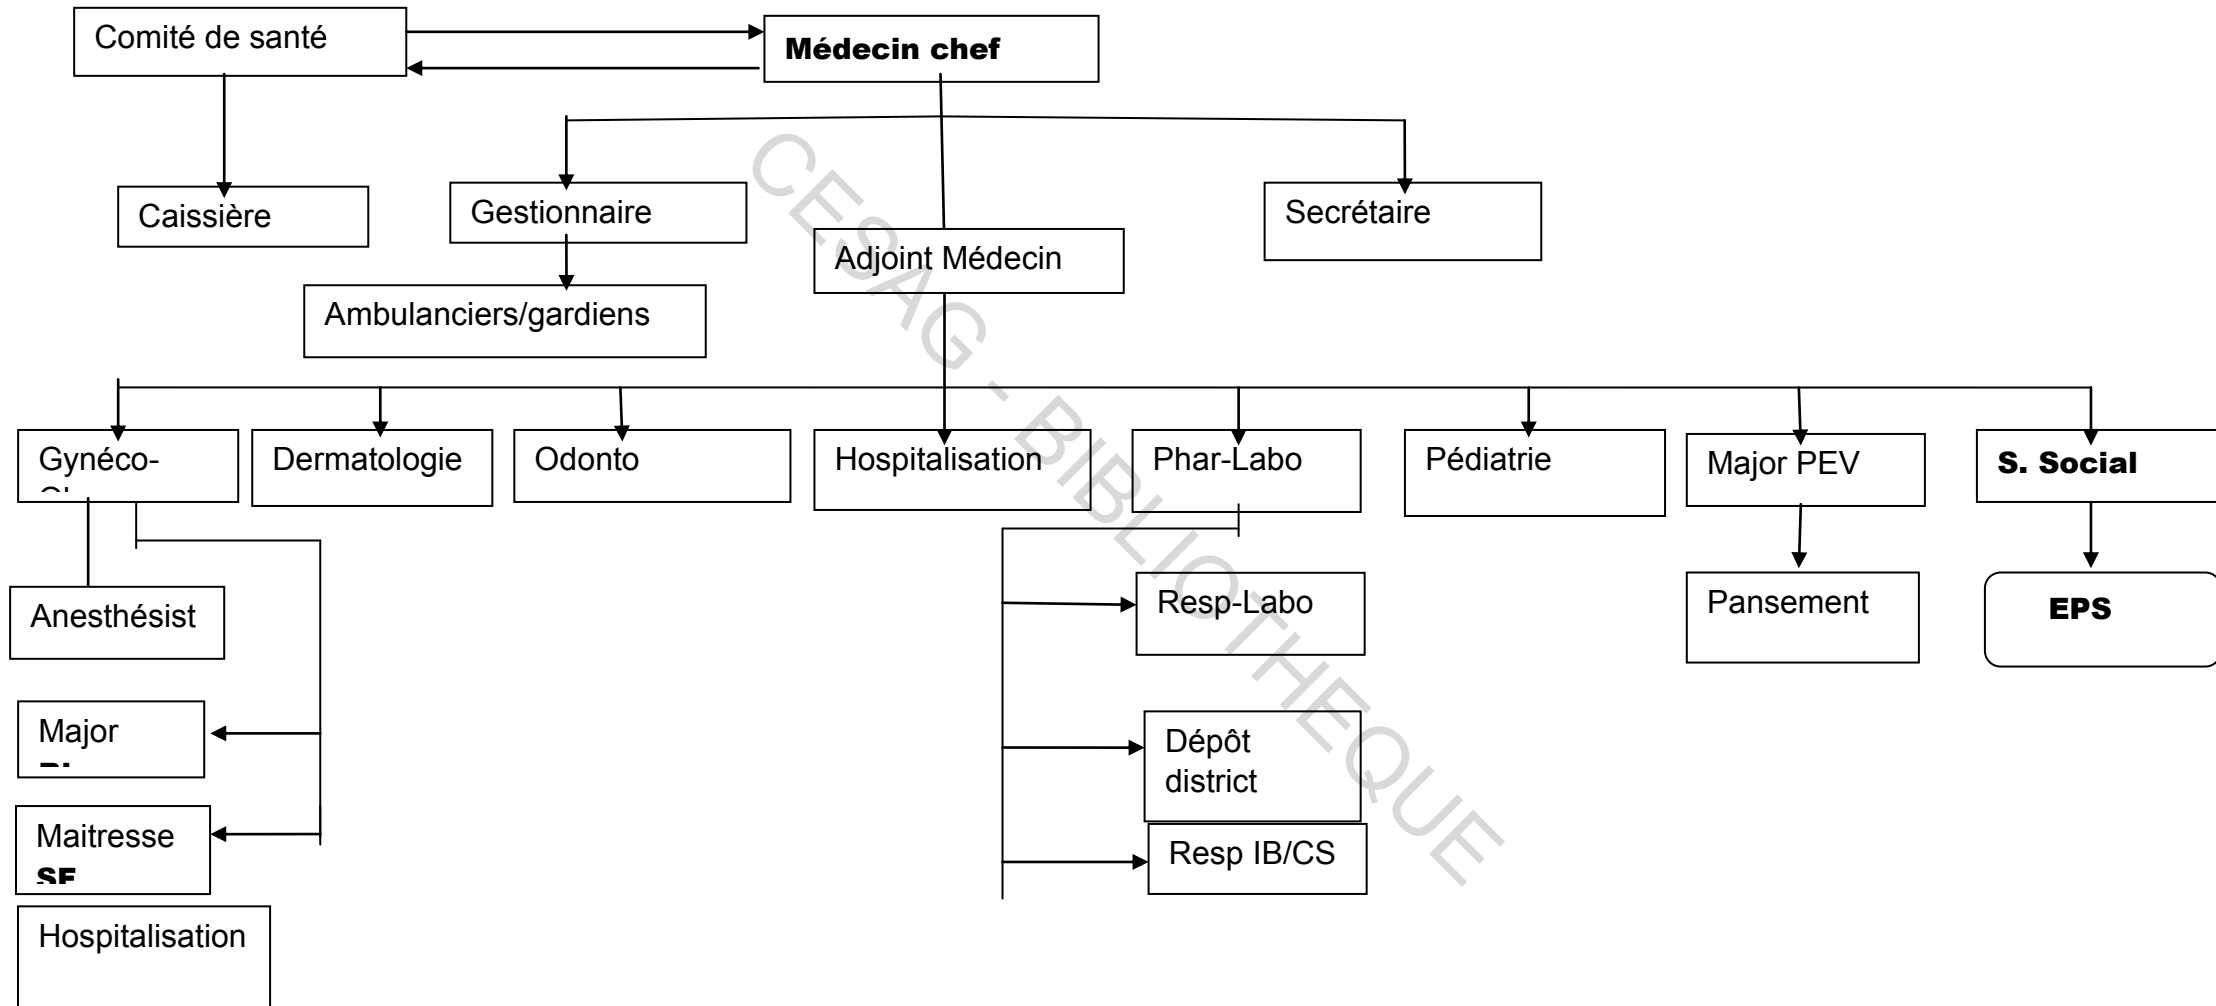 Comité de santé
Médecin chef
Caissière
Gestionnaire
Secrétaire
Adjoint Médecin
Ambulanciers/gardiens
Gynéco-
Dermatologie
Odonto
Hospitalisation
Phar-Labo
Pédiatrie
Major PEV
S. Social
Anesthésist
Resp-Labo
Pansement
EPS
Major
Dépôt
district
Maitresse
SF
Resp IB/CS
Hospitalisation
CESAG - BIBLIOTHEQUE